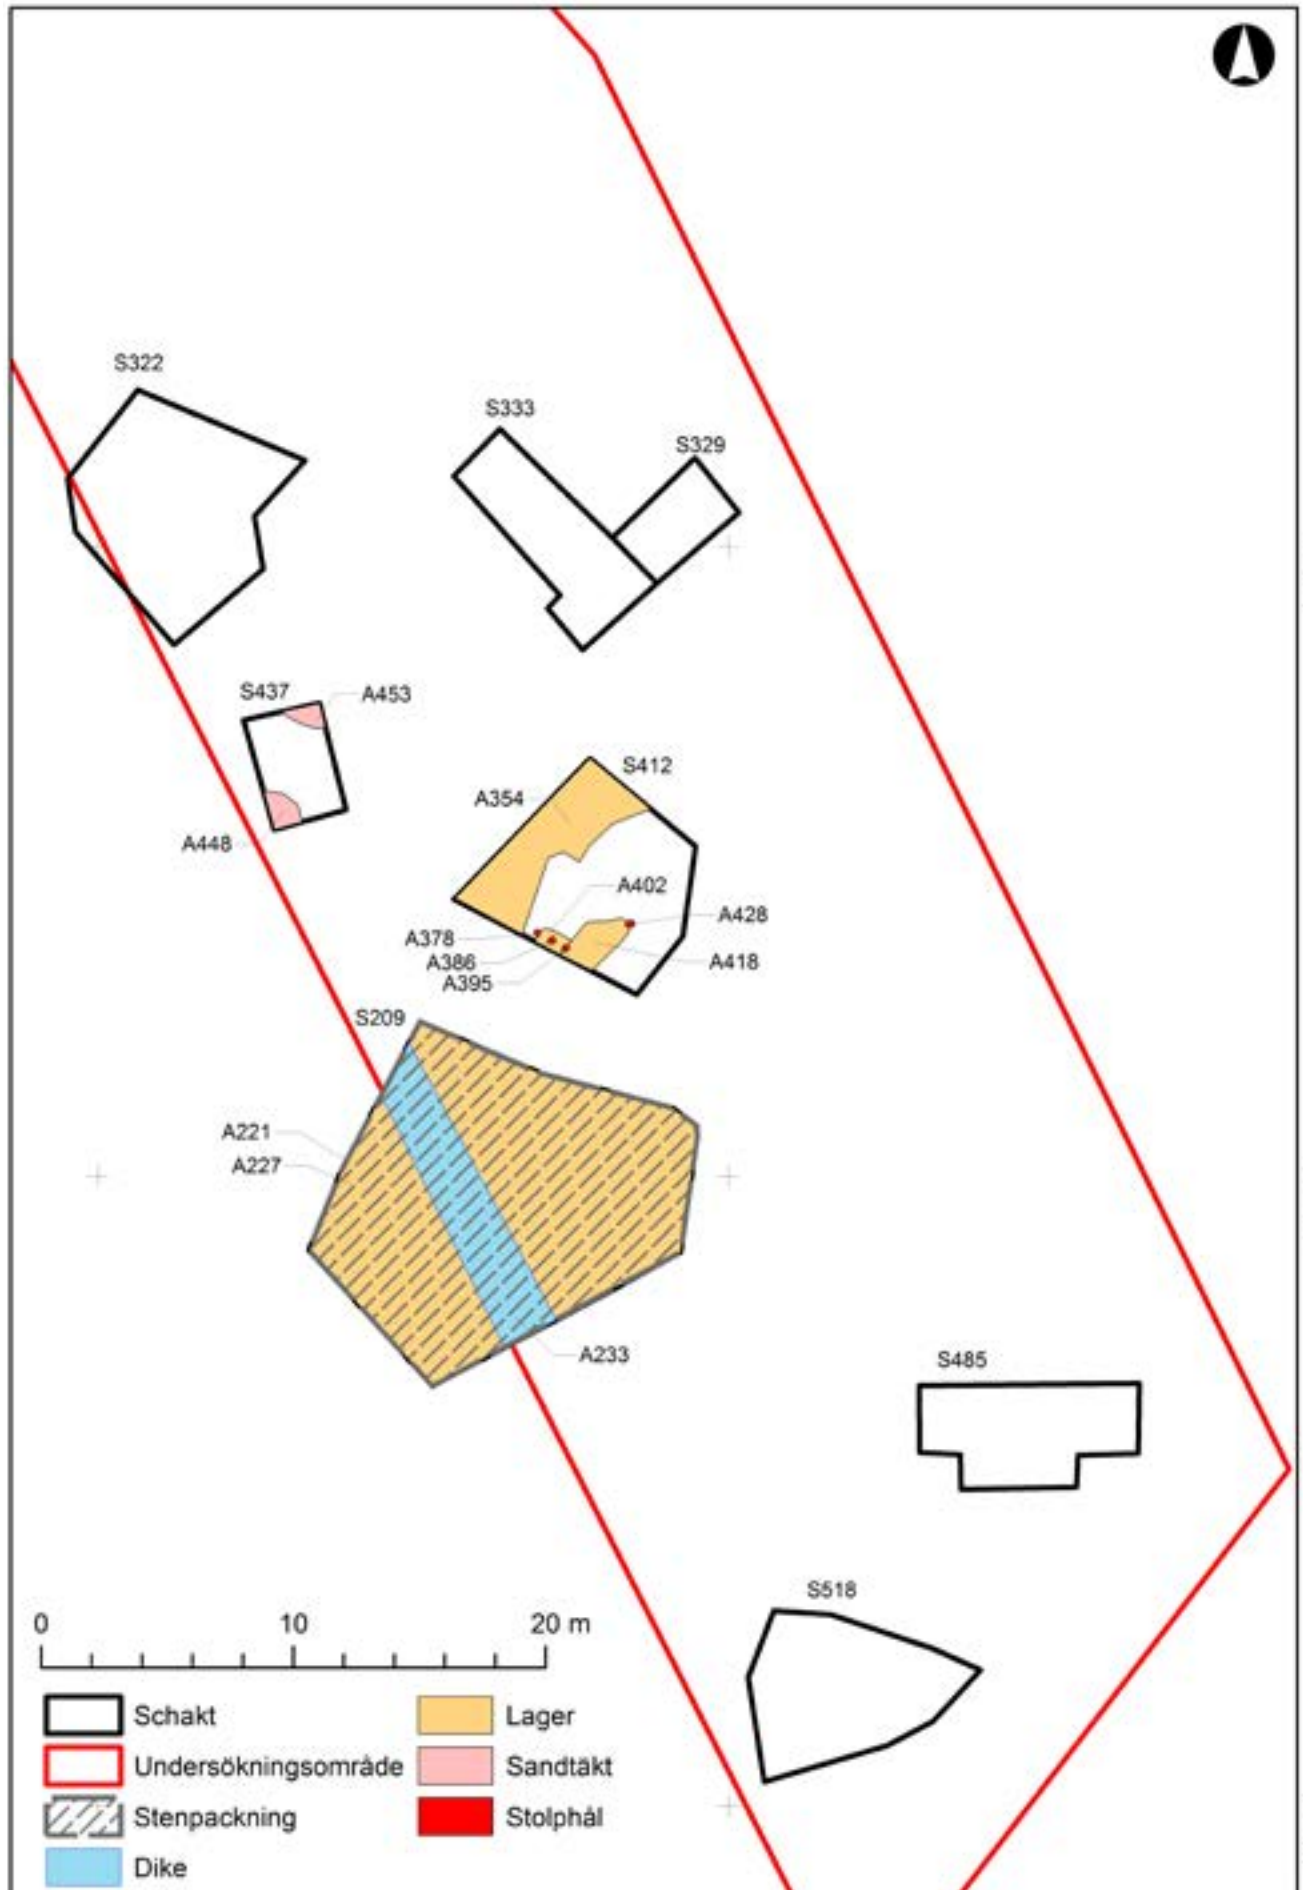 S322
S333
S329
S437
A453
S412
A354
A448
A402
A428
A378
A386
A418
A395
S209
A221
A227
A233
S485
S518
0 10 20 m
Schakt
Lager
Undersökningsområde
Sandtäkt
Stenpackning
Stolphål
Dike